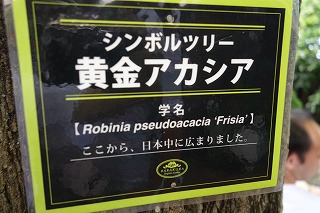 シンボルツリー
黄金アカシア
学名
【Robinia pseudoacacia ‘Frisia’】
ここから、日本中に広まりました。